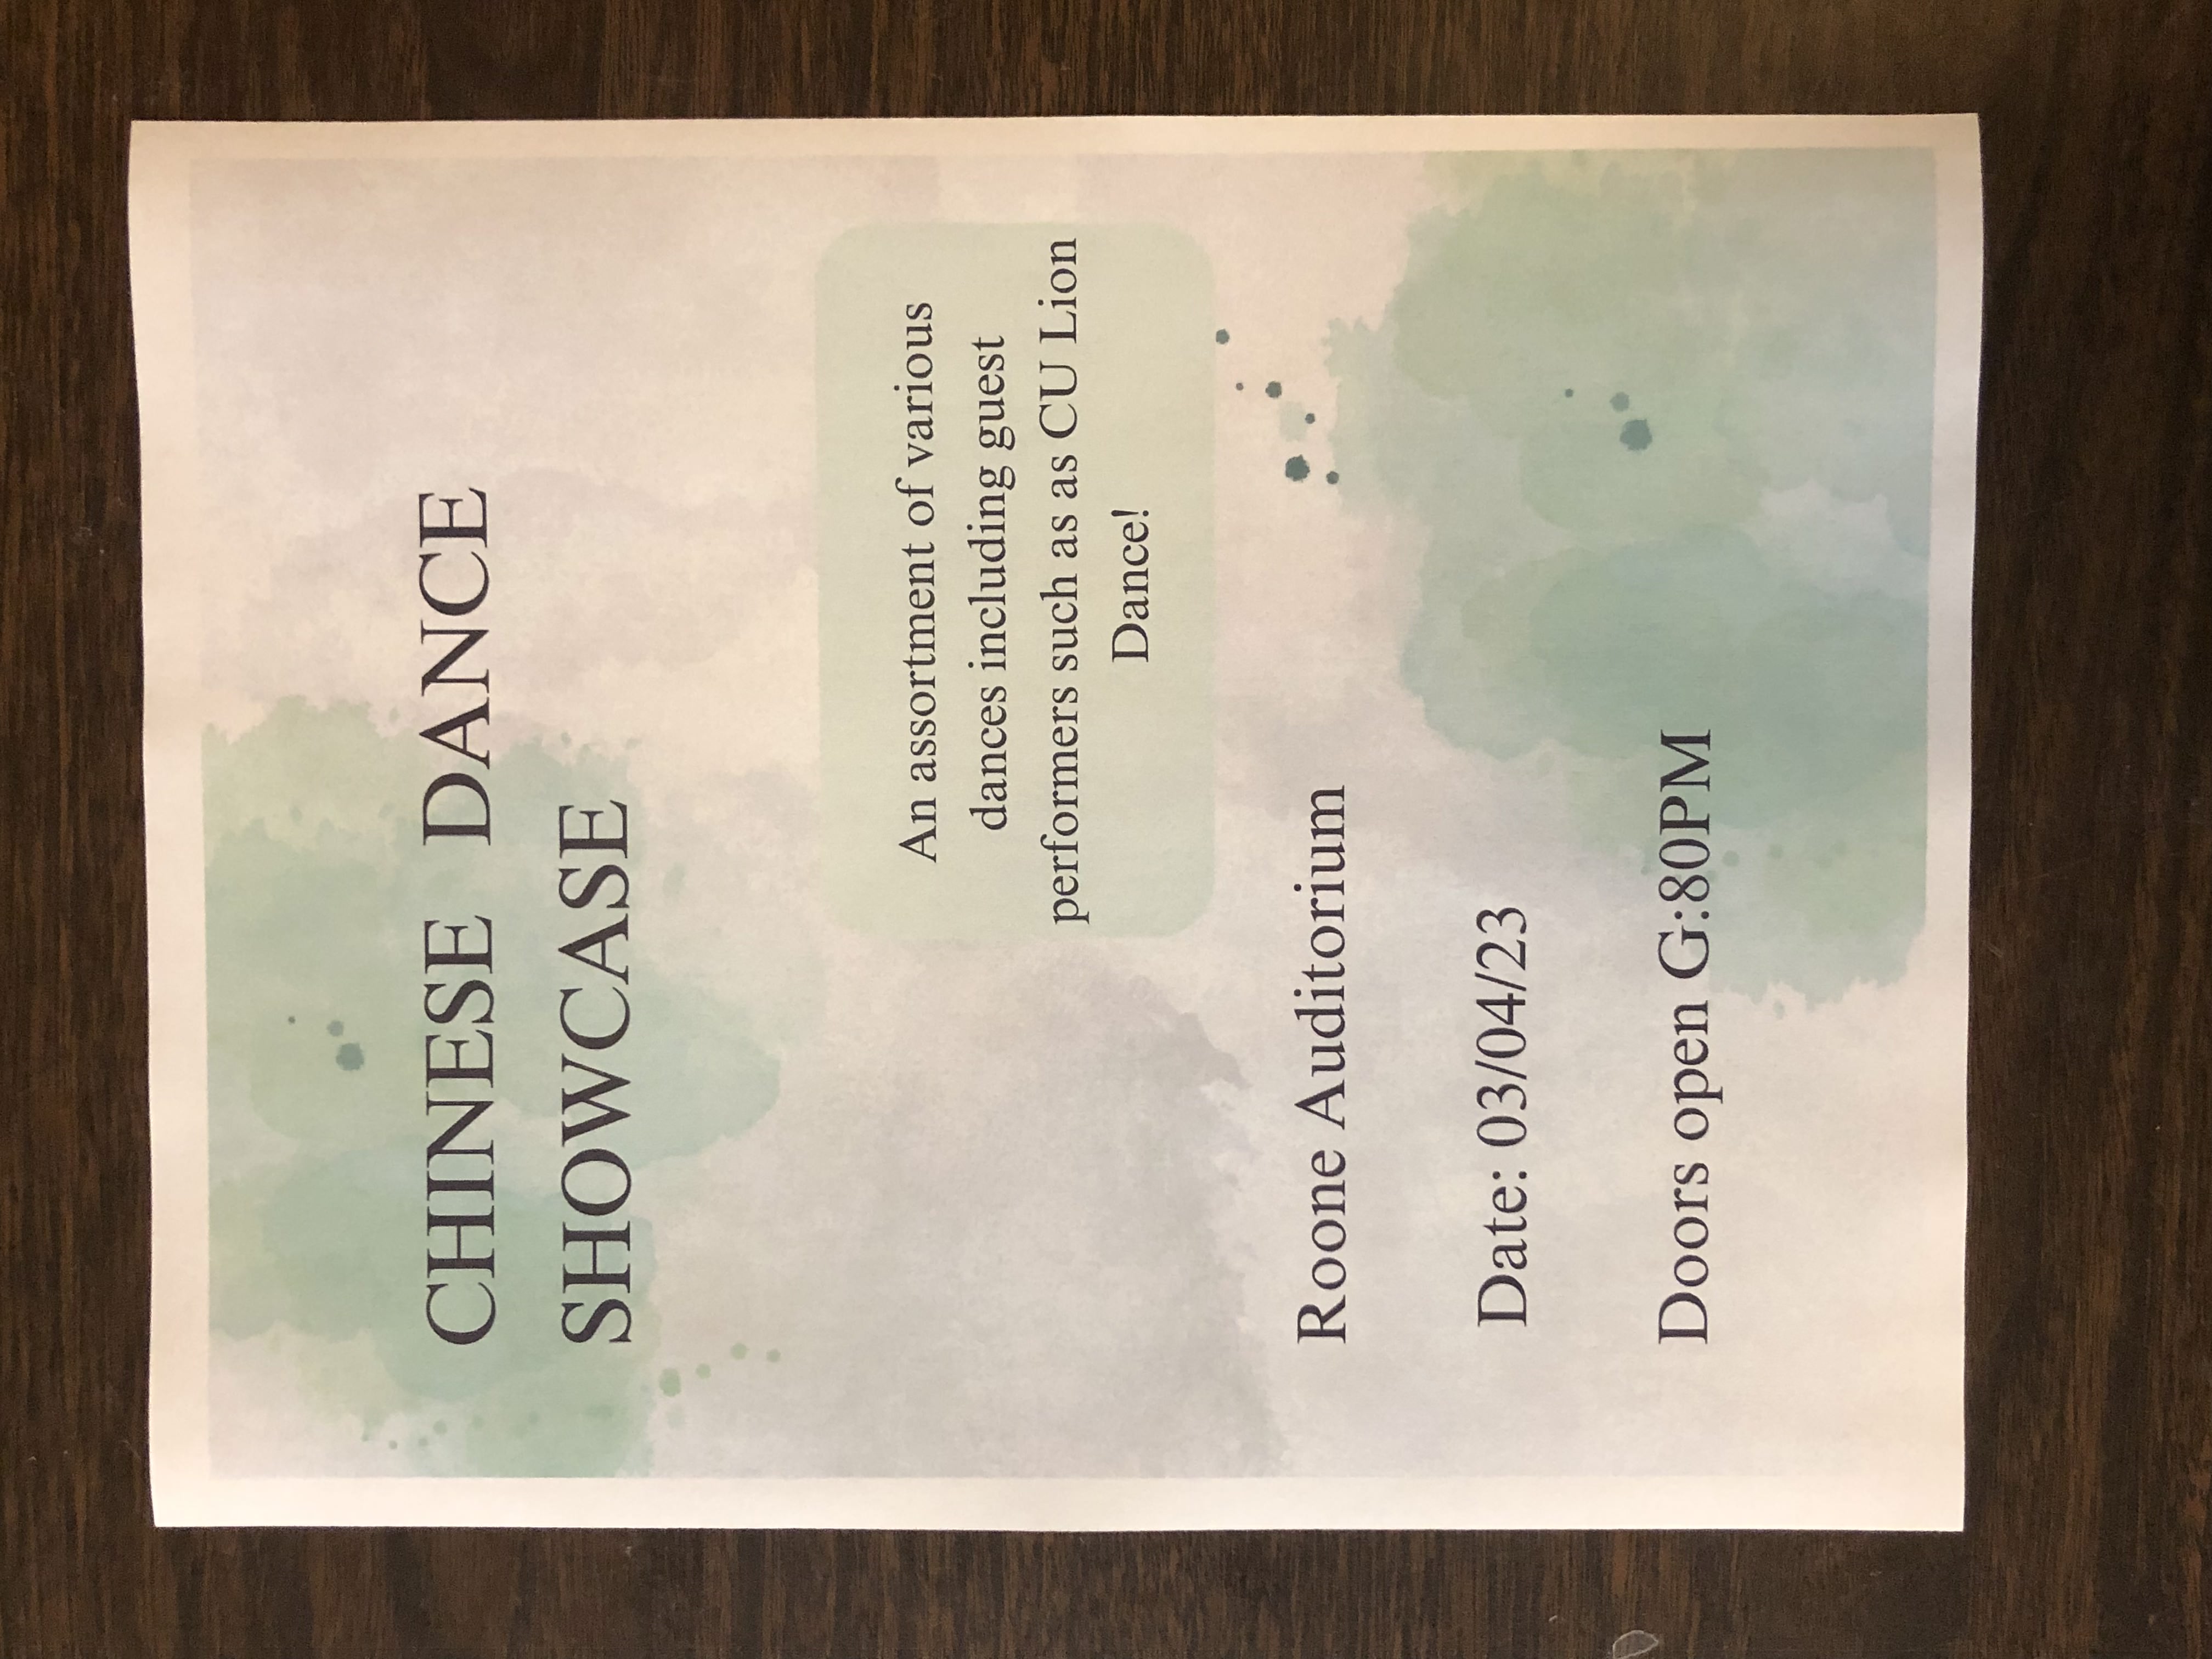 CHINESE DANCE
SHOWCASE
An assortment of various
dances including guest
performers such as as CU Lion
Dance!
Roone Auditorium
Date: 03/04/23
Doors open G:80PM